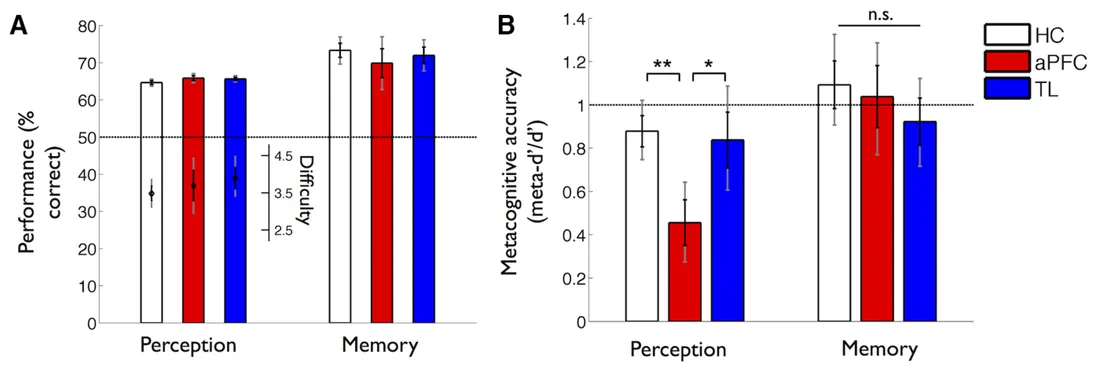 A
80
70
60
50
40
30
20
10
0
Performance (%
correct)
4.5
3.5
2.5
Difficulty
Perception
Memory
B
1.4
1.2
1
0.8
0.6
0.4
0.2
0
Metacognitive accuracy
(meta-d'/d')
**
*
n.s.
Perception
Memory
HC
aPFC
TL